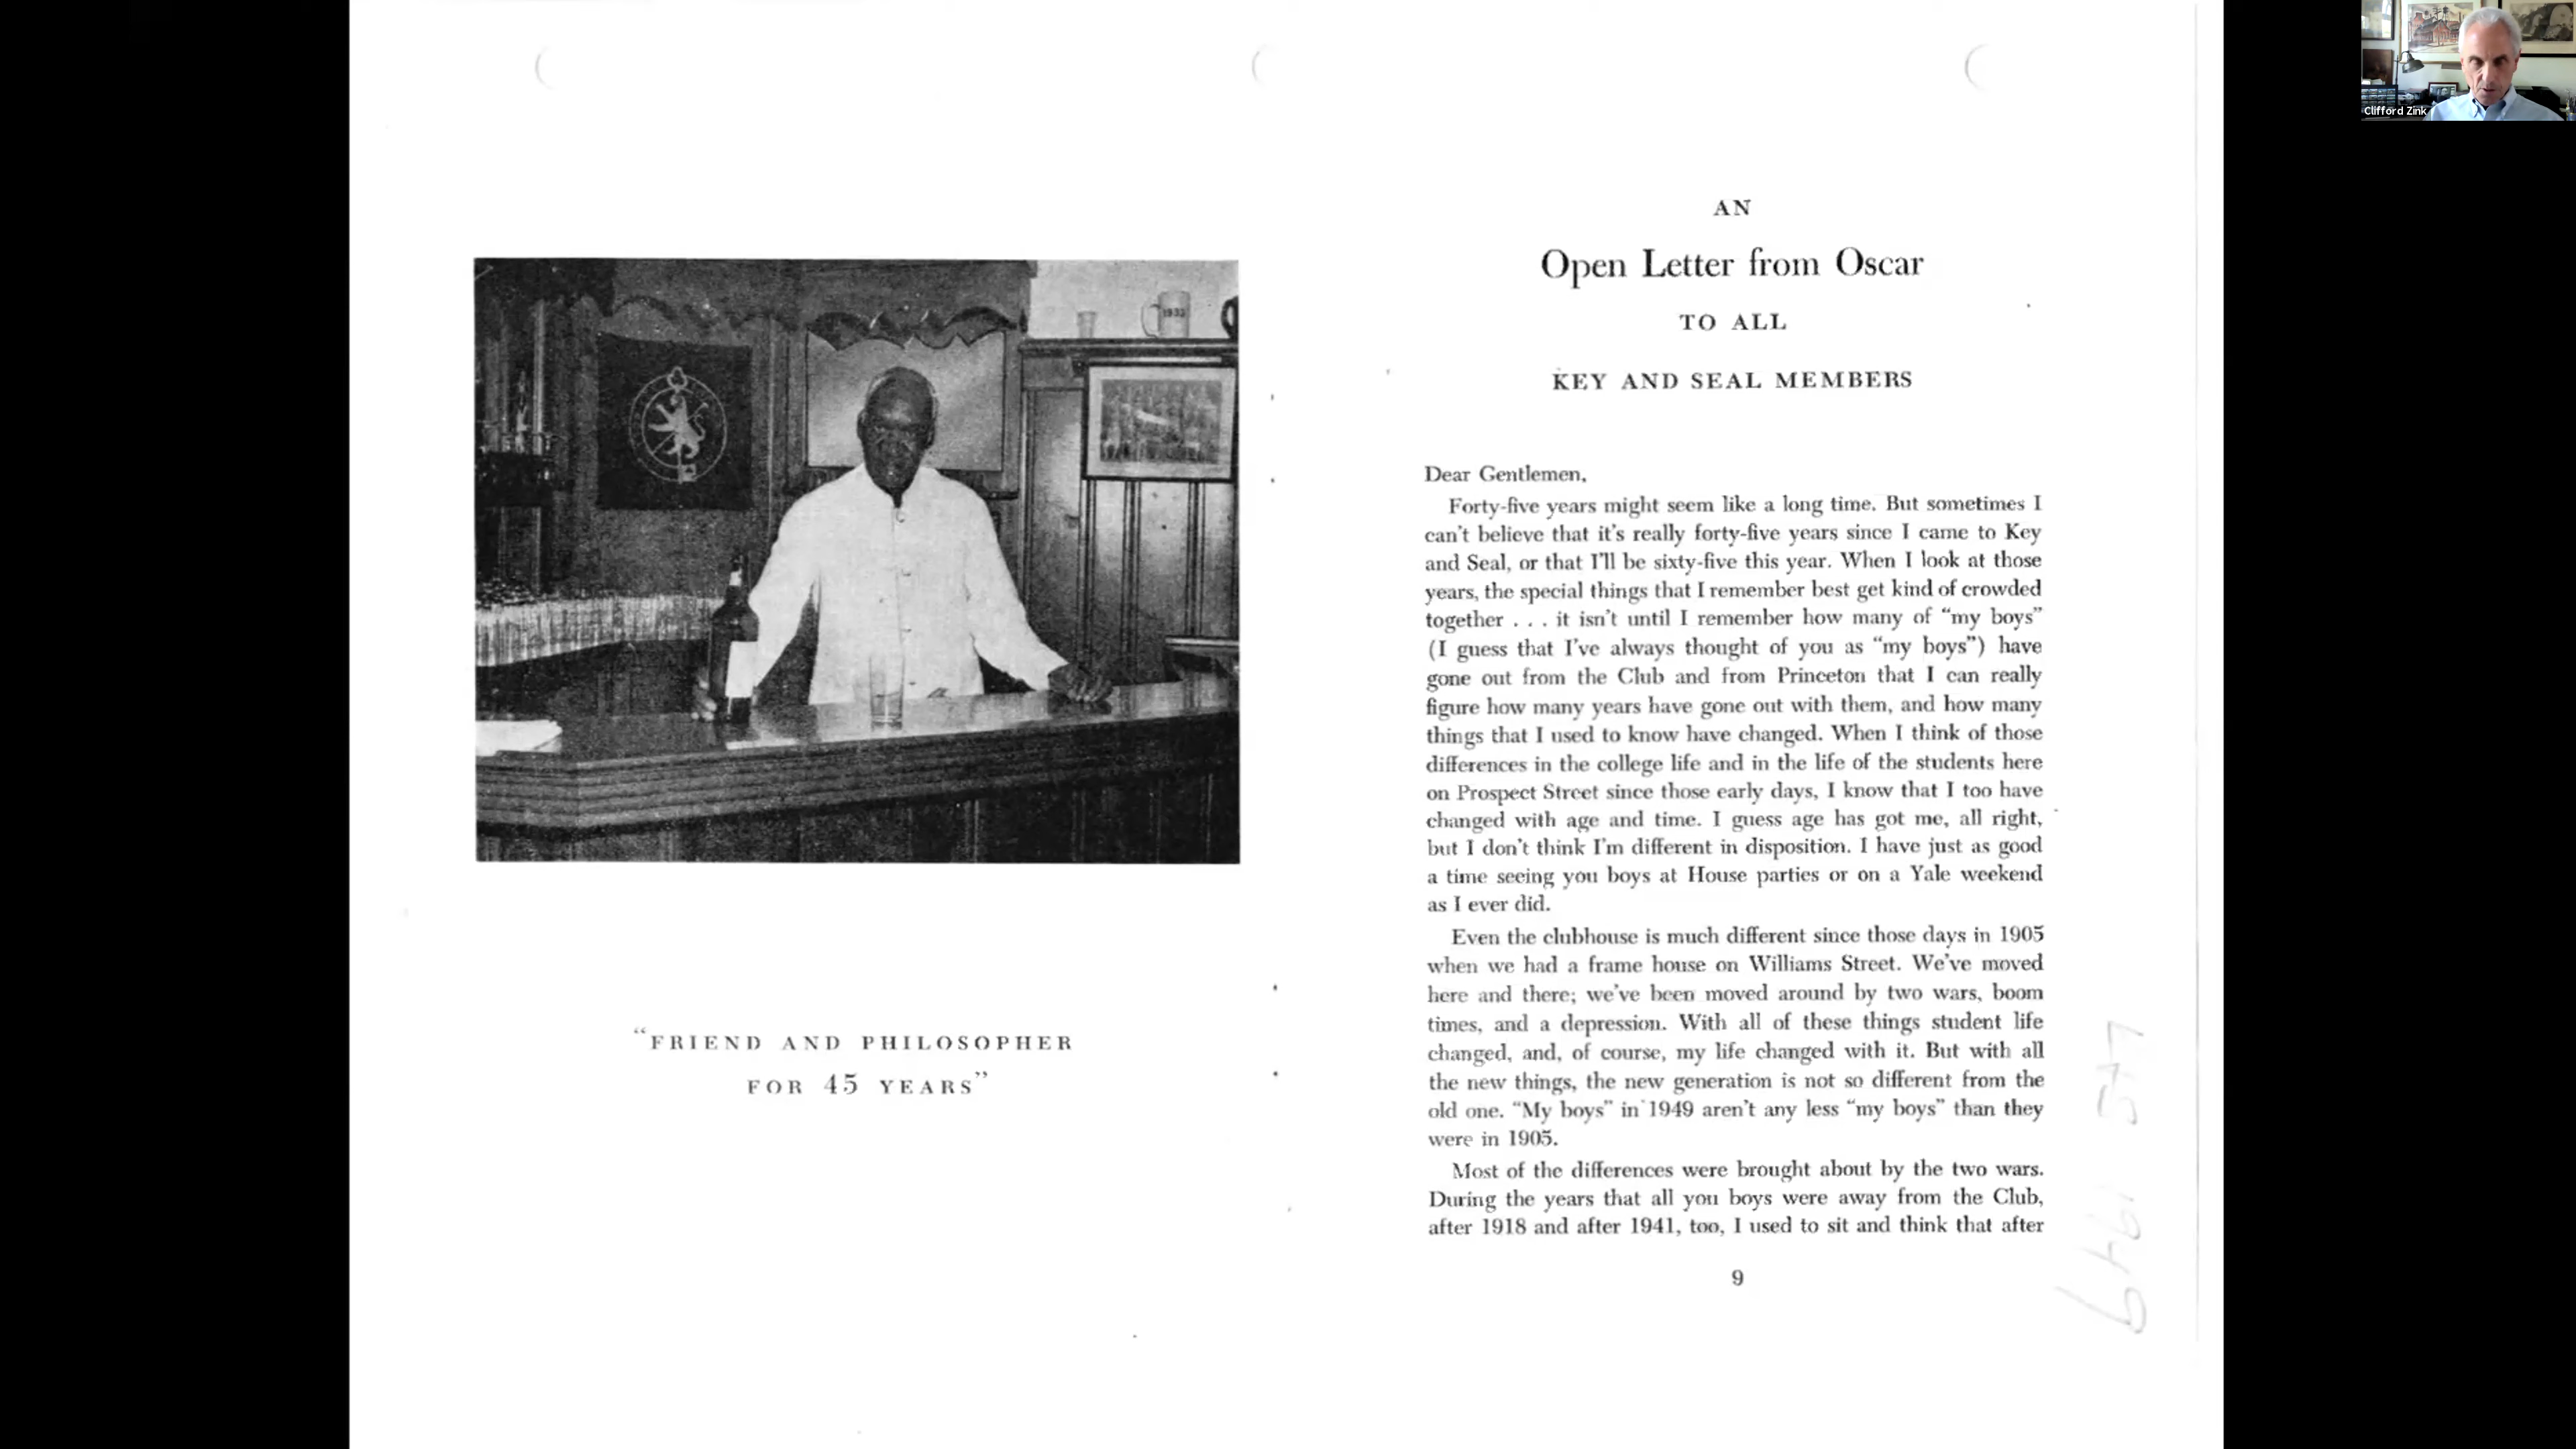 Clifford Zink
1933
"FRIEND AND PHILOSOPHER
FOR 45 YEARS"
AN
Open Letter from Oscar
TO ALL
KEY AND SEAL MEMBERS
Dear Gentlemen,
Forty-five years might seem like a long time. But sometimes I
can't believe that it's really forty-five years since I came to Key
and Seal, or that I'll be sixty-five this year. When I look at those
years, the special things that I remember best get kind of crowded
together . . . it isn't until I remember how many of "my boys"
(I guess that I've always thought of you as "my boys") have
gone out from the Club and from Princeton that I can really
figure how many years have gone out with them, and how many
things that I used to know have changed. When I think of those
differences in the college life and in the life of the students here
on Prospect Street since those early days, I know that I too have
changed with age and time. I guess age has got me, all right,
but I don't think I'm different in disposition. I have just as good
a time seeing you boys at House parties or on a Yale weekend
as I ever did.
Even the clubhouse is much different since those days in 1905
when we had a frame house on Williams Street. We've moved
here and there; we've been moved around by two wars, boom
times, and a depression. With all of these things student life
changed, and, of course, my life changed with it. But with all
the new things, the new generation is not so different from the
old one. "My boys" in 1949 aren't any less "my boys" than they
were in 1905.
Most of the differences were brought about by the two wars.
During the years that all you boys were away from the Club,
after 1918 and after 1941, too, I used to sit and think that after
9
1949